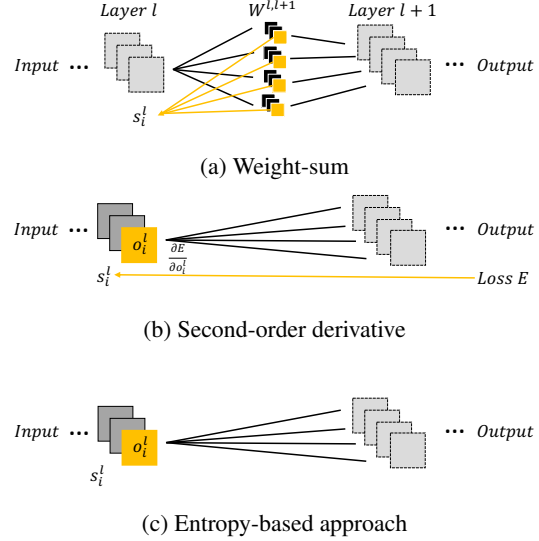 Layer l W^{l,l+1} Layer l + 1
Input ••• ••• Output
s_i^l
(a) Weight-sum
Input ••• o_i^l ∂E/∂o_i^l ••• Output
s_i^l Loss E
(b) Second-order derivative
Input ••• o_i^l ••• Output
s_i^l
(c) Entropy-based approach